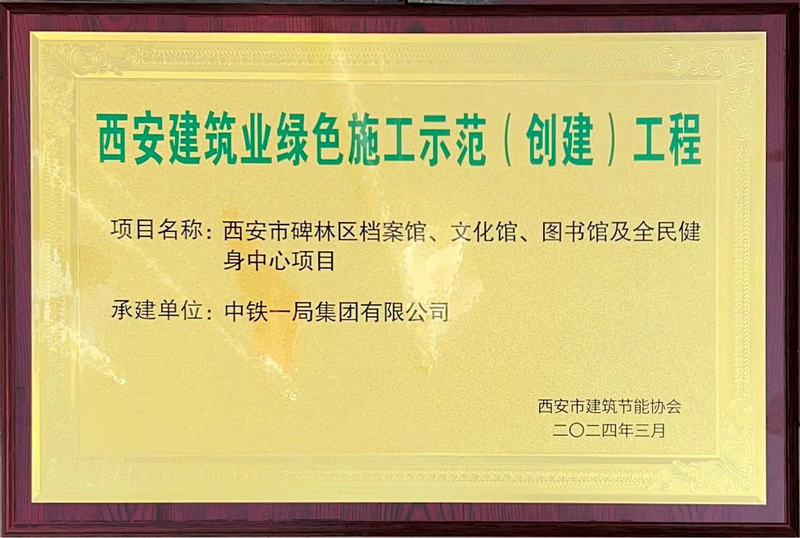 西安建筑业绿色施工示范（创建）工程
项目名称：西安市碑林区档案馆、文化馆、图书馆及全民健
身中心项目
承建单位：中铁一局集团有限公司
西安市建筑节能协会
二〇二四年三月